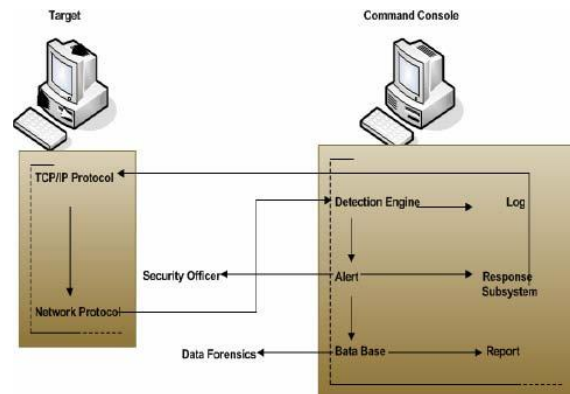 Target
Command Console
TCP/IP Protocol
Detection Engine
Log
Security Officer
Alert
Response
Subsystem
Network Protocol
Data Forensics
Bata Base
Report